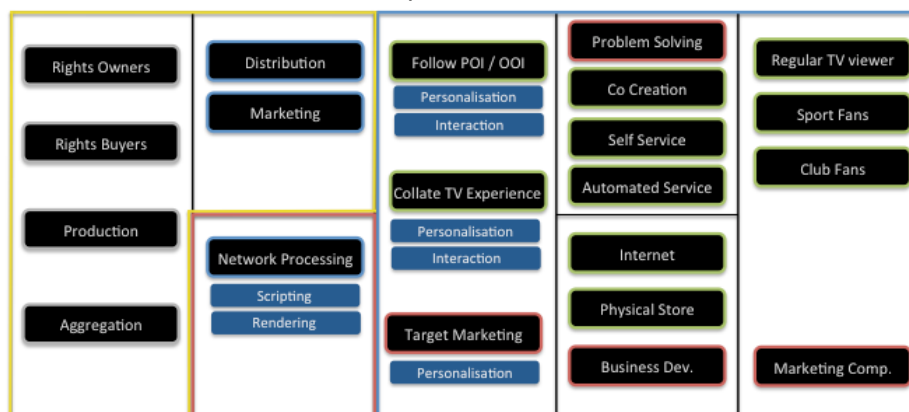 Rights Owners
Rights Buyers
Production
Aggregation
Distribution
Marketing
Network Processing
Scripting
Rendering
Follow POI / OOI
Personalisation
Interaction
Collate TV Experience
Personalisation
Interaction
Target Marketing
Personalisation
Problem Solving
Co Creation
Self Service
Automated Service
Internet
Physical Store
Business Dev.
Regular TV viewer
Sport Fans
Club Fans
Marketing Comp.